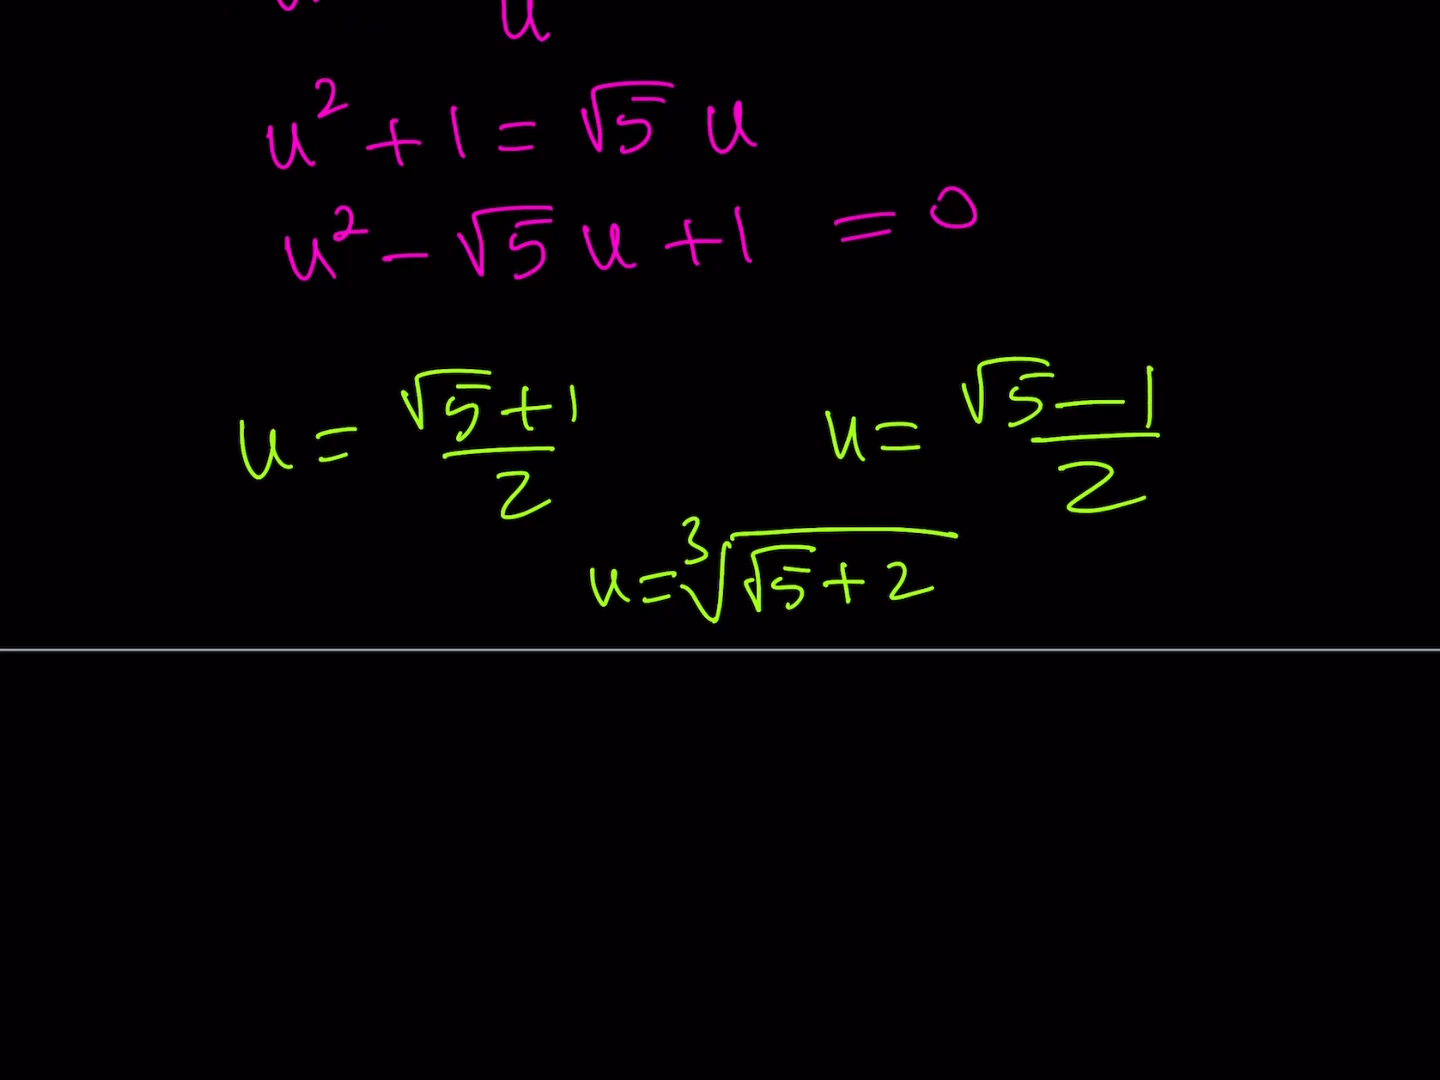 u
u² + 1 = √5 u
u² - √5 u + 1 = 0
u = (√5 + 1)/2 u = (√5 - 1)/2
u = ∛(√5 + 2)